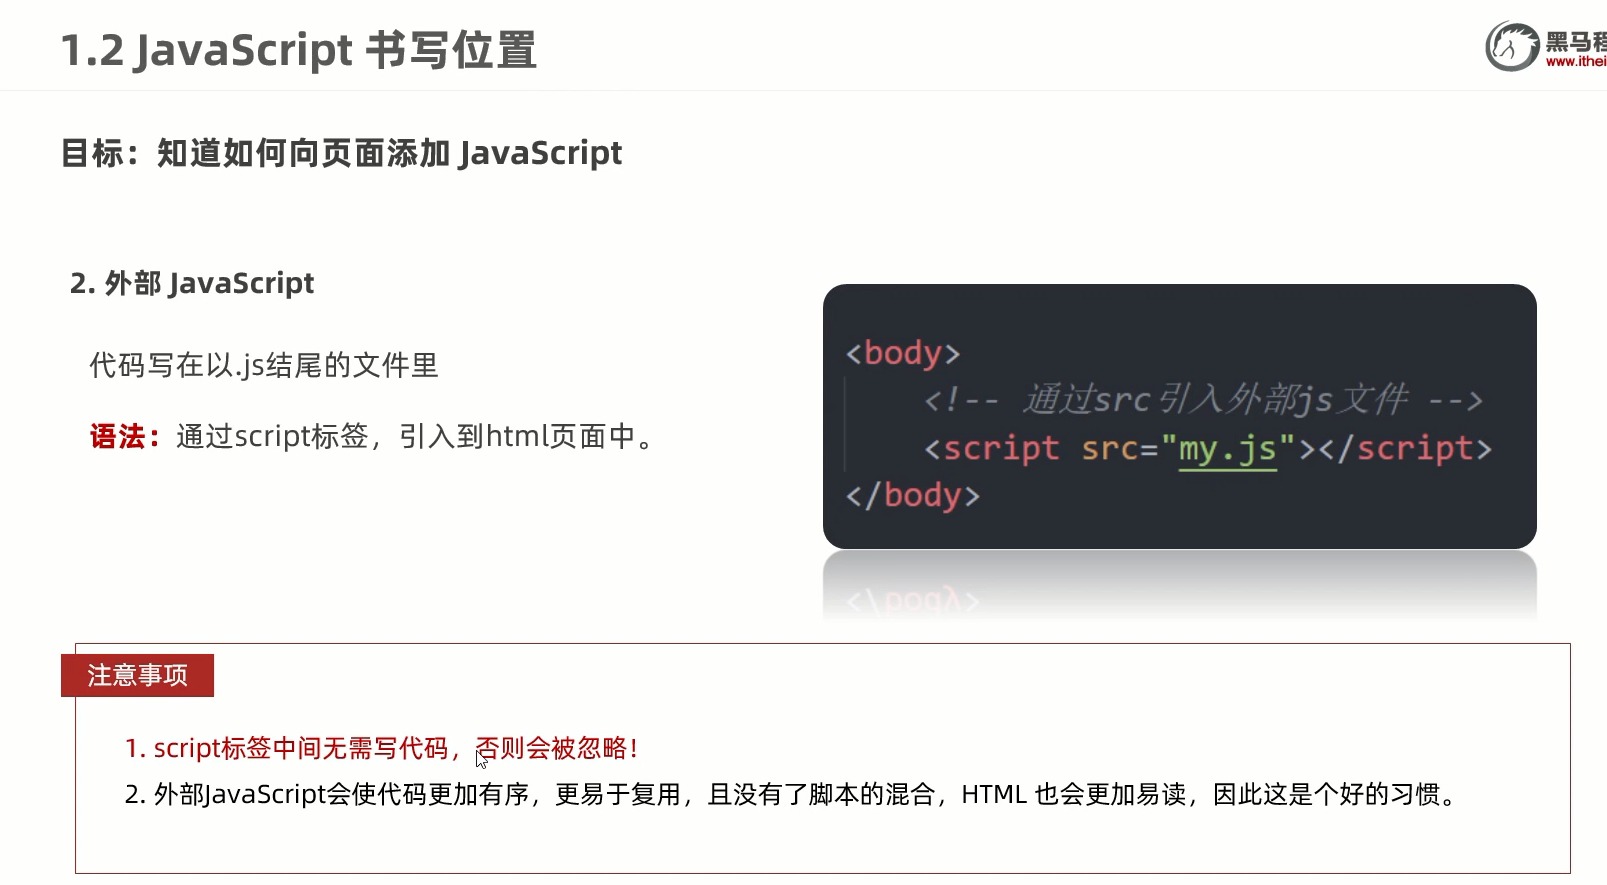 1.2 JavaScript 书写位置
黑马程
www.ithei
目标：知道如何向页面添加 JavaScript
2. 外部 JavaScript
代码写在以.js结尾的文件里
语法：通过script标签，引入到html页面中。
<body>
<!-- 通过src引入外部js文件 -->
<script src="my.js"></script>
</body>
注意事项
1. script标签中间无需写代码，否则会被忽略！
2. 外部JavaScript会使代码更加有序，更易于复用，且没有了脚本的混合，HTML 也会更加易读，因此这是个好的习惯。